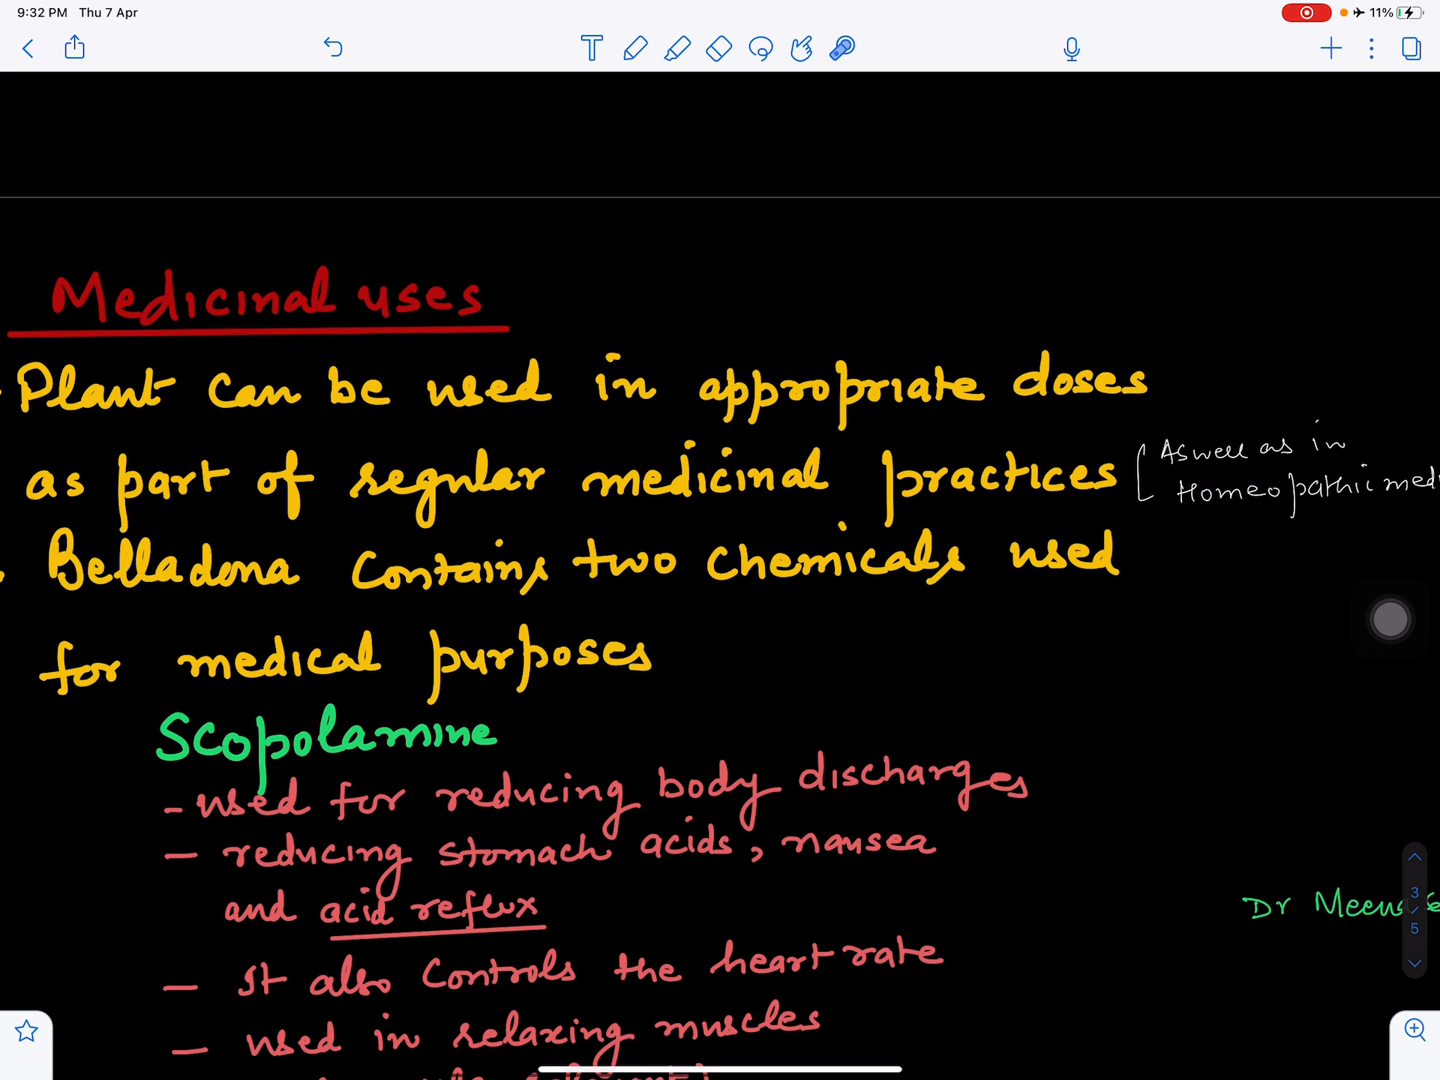 9:32 PM Thu 7 Apr
11%
Medicinal uses
Plant can be used in appropriate doses
as part of regular medicinal practices
[ Aswell as in
Homeopathic med
. Belladona contains two chemicals used
for medical purposes
Scopolamine
- used for reducing body discharges
- reducing stomach acids, nausea
and acid reflux
Dr
3
/
5
- It also controls the heart rate
- used in relaxing muscles